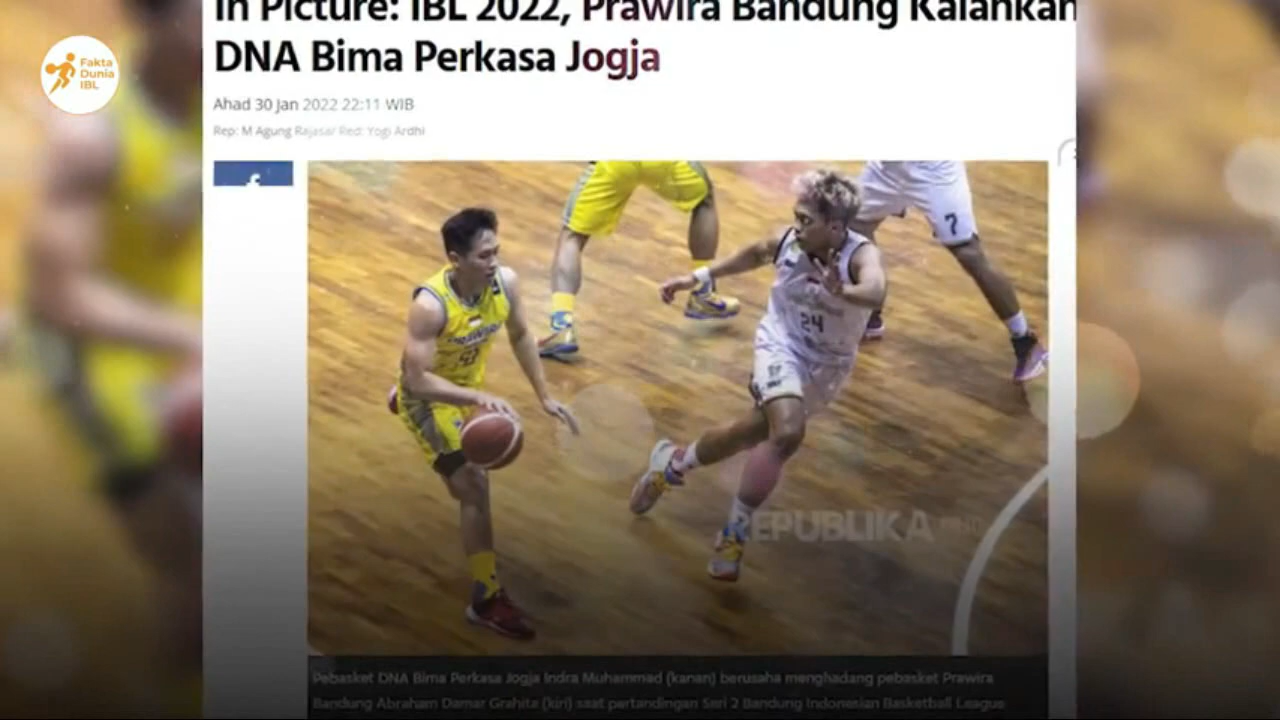 In Picture: IBL 2022, Prawira Bandung Kalahkan
DNA Bima Perkasa Jogja
Fakta
Dunia
IBL
Ahad 30 Jan 2022 22:11 WIB
Rep: M Agung Rajasa/ Red: Yogi Ardhi
f
7
24
REPUBLIKA
Pebasket DNA Bima Perkasa Jogja Indra Muhammad (kanan) berusaha menghadang pebasket Prawira
Bandung Abraham Damar Grahita (kiri) saat pertandingan Seri 2 Bandung Indonesian Basketball League